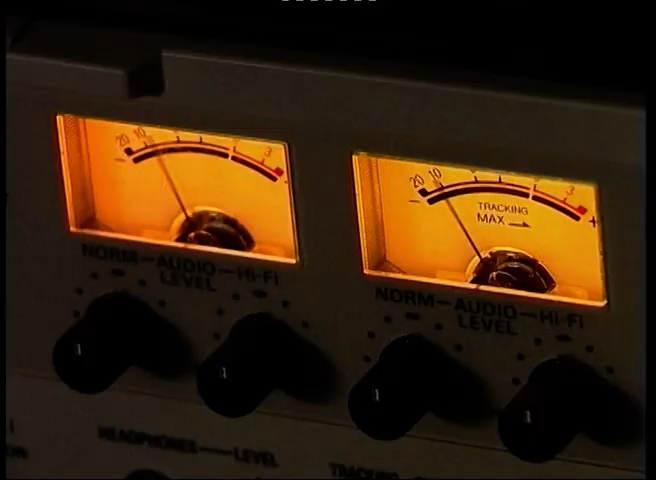 20 10 3
20 10 3
− +
TRACKING
MAX
NORM—AUDIO—Hi-Fi
LEVEL
NORM—AUDIO—Hi-Fi
LEVEL
HEADPHONES——LEVEL
TRACKING